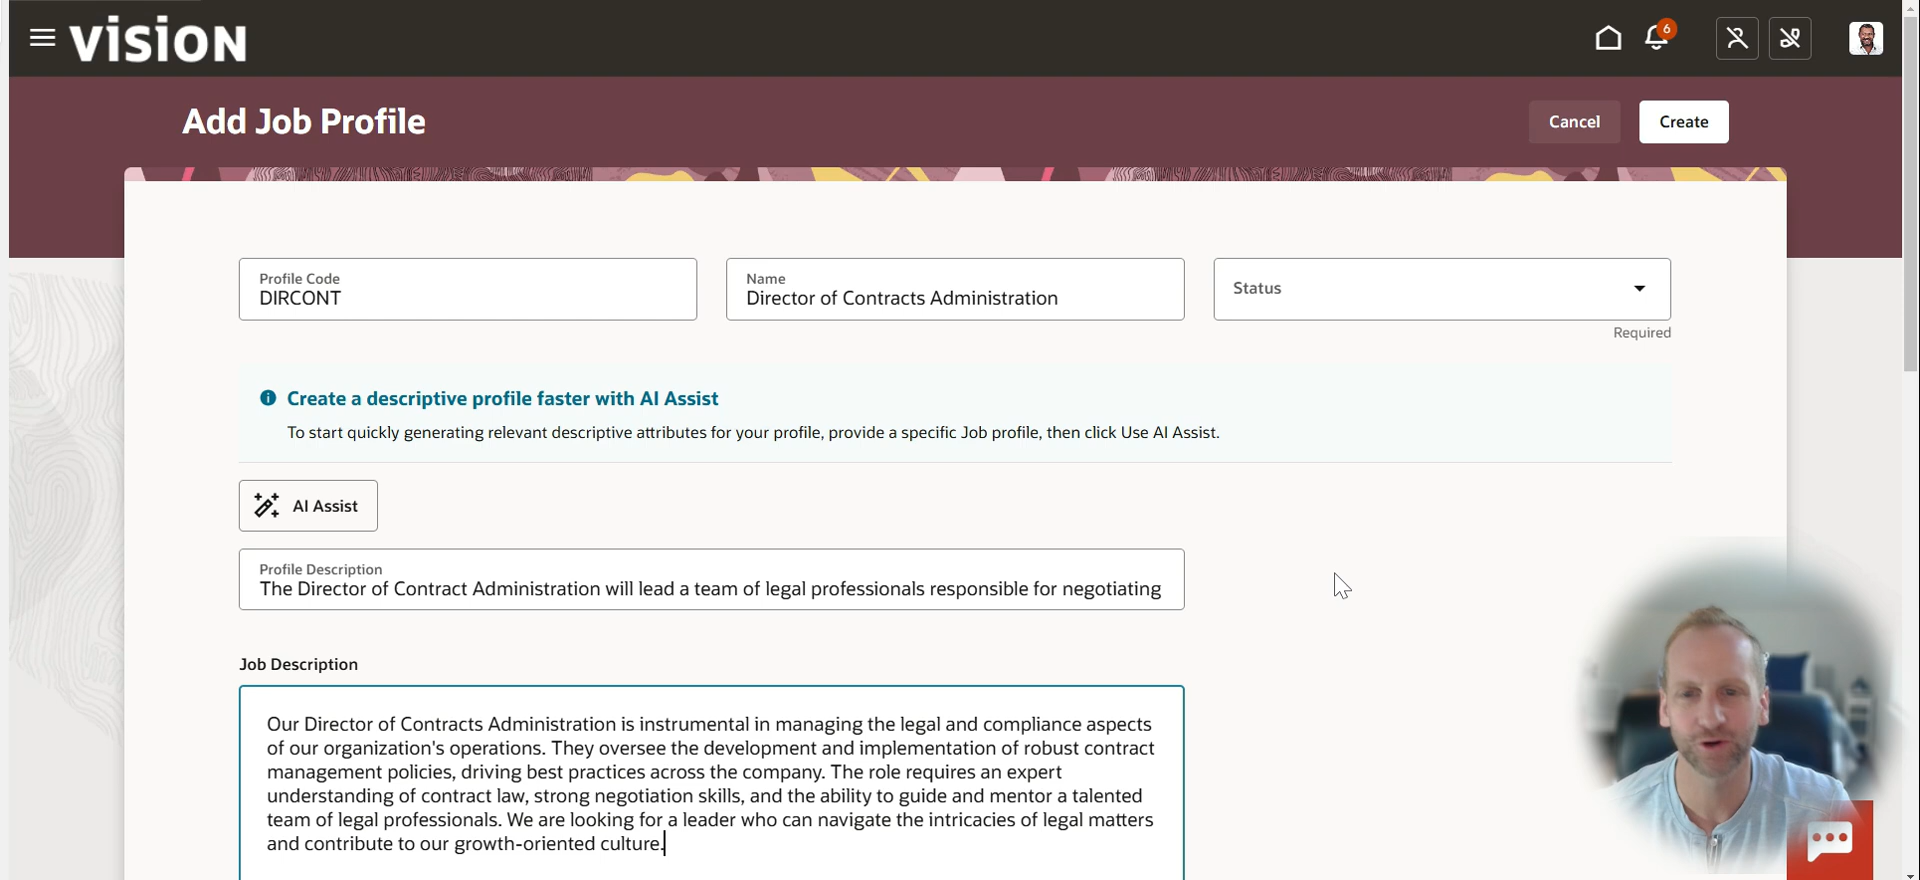 vision
6
Add Job Profile
Cancel
Create
Profile Code
DIRCONT
Name
Director of Contracts Administration
Status
Required
Create a descriptive profile faster with AI Assist
To start quickly generating relevant descriptive attributes for your profile, provide a specific Job profile, then click Use AI Assist.
AI Assist
Profile Description
The Director of Contract Administration will lead a team of legal professionals responsible for negotiating
Job Description
Our Director of Contracts Administration is instrumental in managing the legal and compliance aspects
of our organization's operations. They oversee the development and implementation of robust contract
management policies, driving best practices across the company. The role requires an expert
understanding of contract law, strong negotiation skills, and the ability to guide and mentor a talented
team of legal professionals. We are looking for a leader who can navigate the intricacies of legal matters
and contribute to our growth-oriented culture.